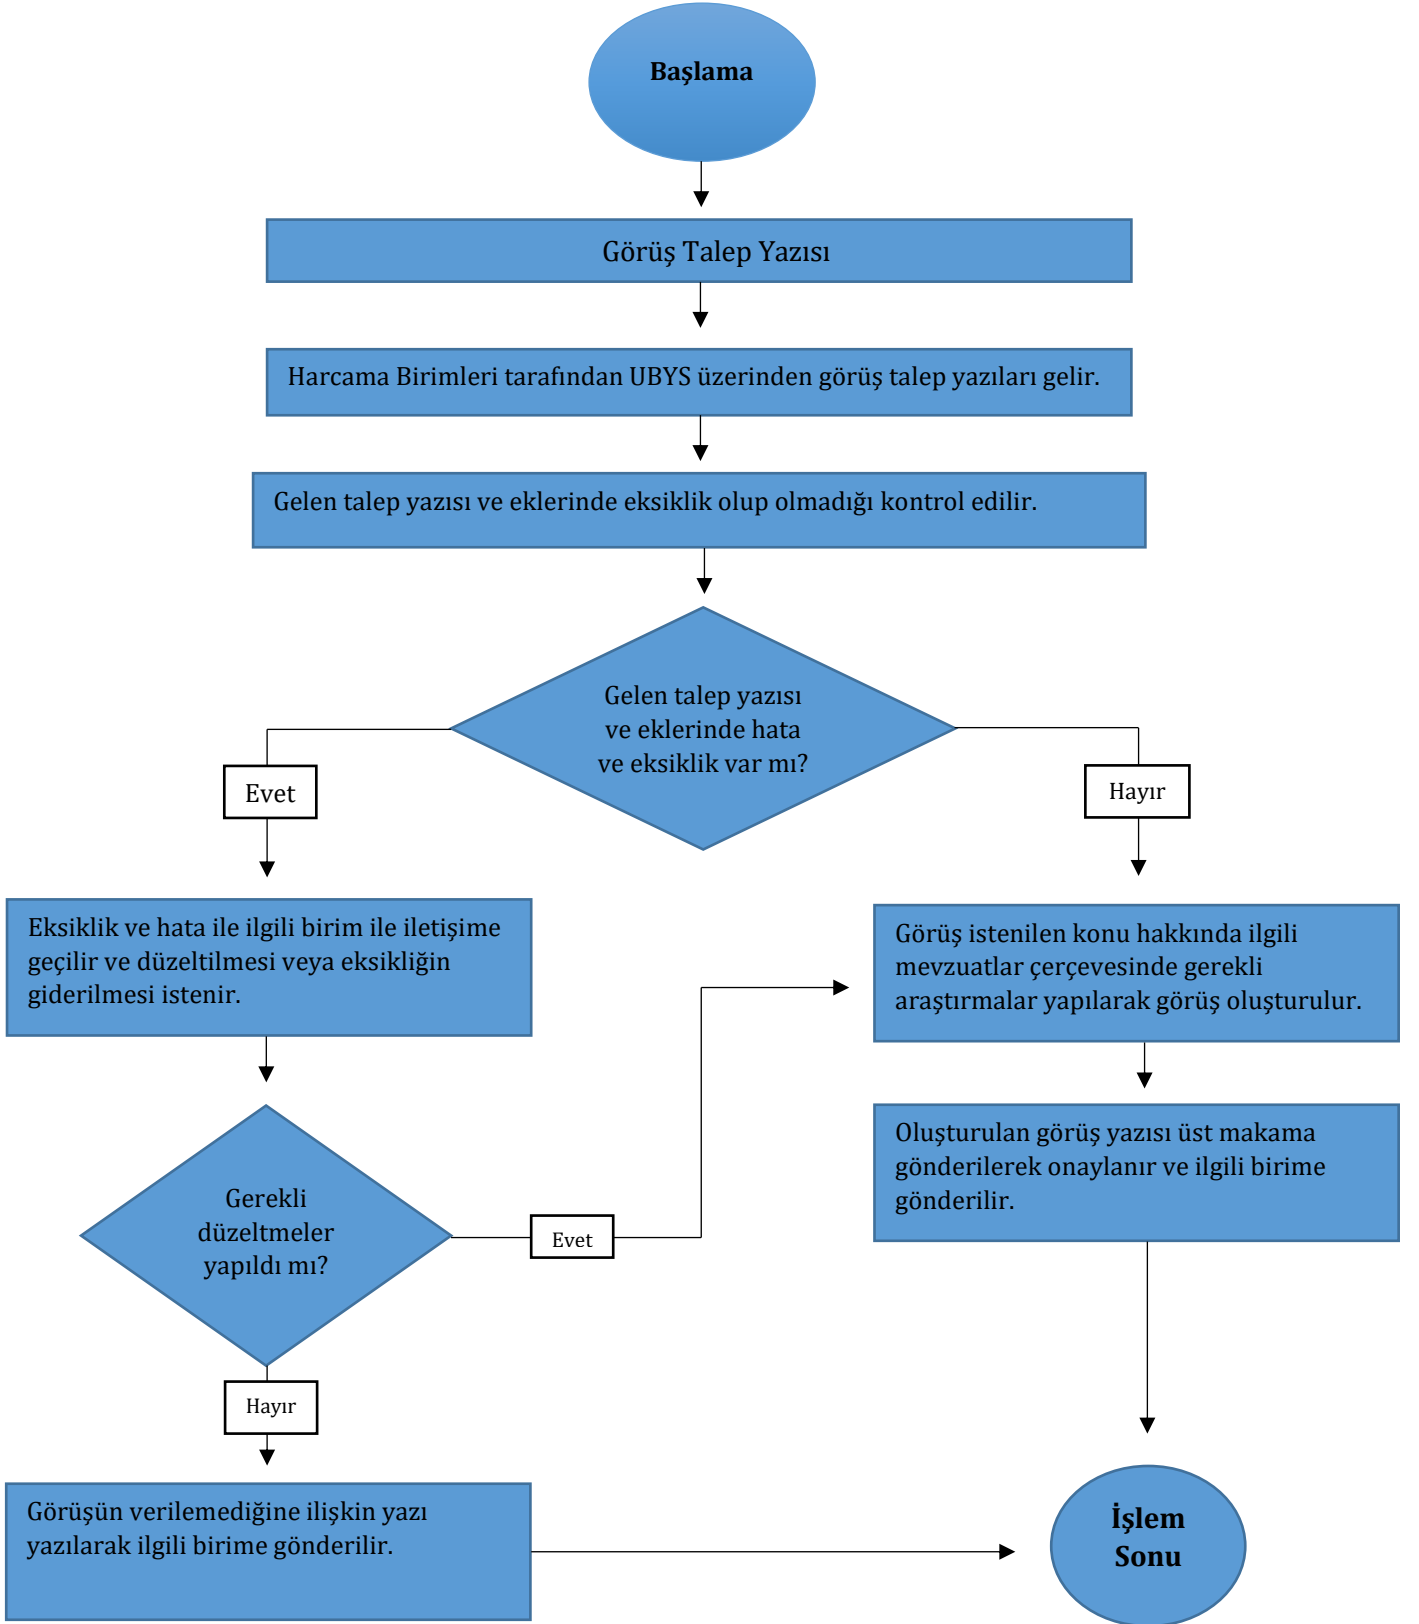 Başlama
Görüş Talep Yazısı
Harcama Birimleri tarafından UBYS üzerinden görüş talep yazıları gelir.
Gelen talep yazısı ve eklerinde eksiklik olup olmadığı kontrol edilir.
Gelen talep yazısı
ve eklerinde hata
ve eksiklik var mı?
Evet
Hayır
Eksiklik ve hata ile ilgili birim ile iletişime
geçilir ve düzeltilmesi veya eksikliğin
giderilmesi istenir.
Görüş istenilen konu hakkında ilgili
mevzuatlar çerçevesinde gerekli
araştırmalar yapılarak görüş oluşturulur.
Oluşturulan görüş yazısı üst makama
gönderilerek onaylanır ve ilgili birime
gönderilir.
Gerekli
düzeltmeler
yapıldı mı?
Evet
Hayır
Görüşün verilemediğine ilişkin yazı
yazılarak ilgili birime gönderilir.
İşlem
Sonu